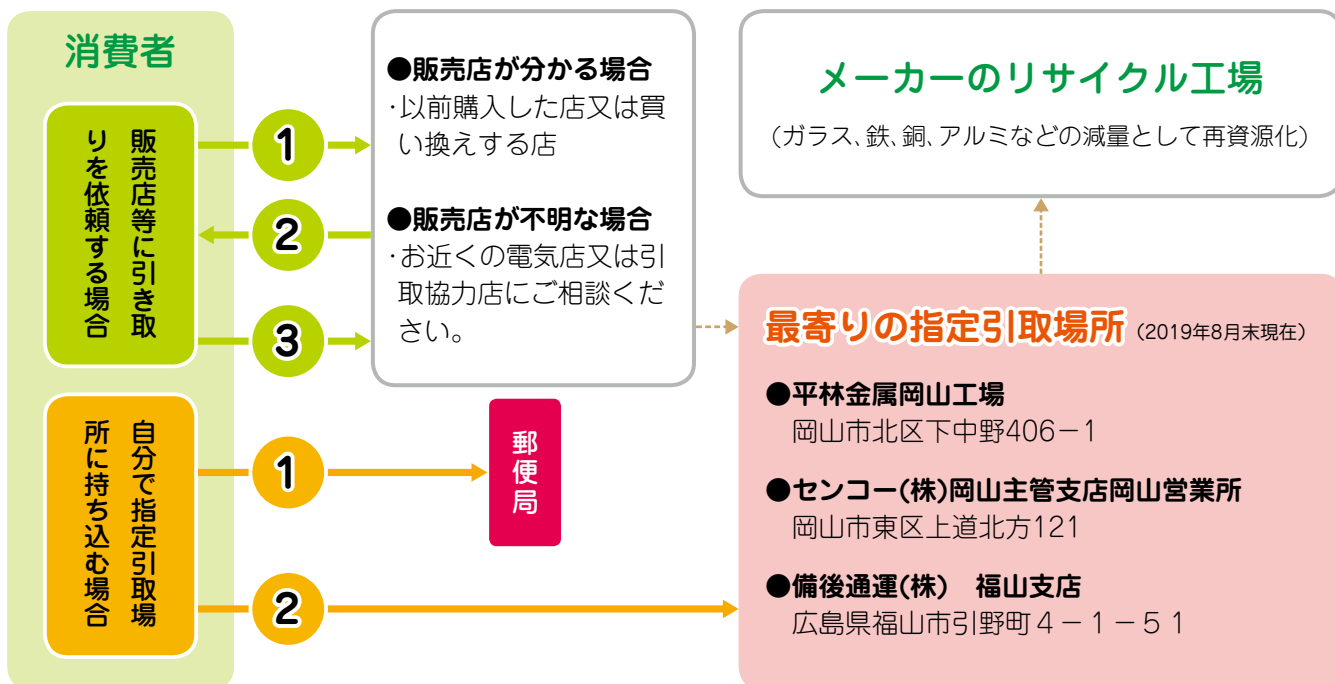 消費者
販売店等に引き取
りを依頼する場合
1
2
3
●販売店が分かる場合
・以前購入した店又は買
い換えする店
●販売店が不明な場合
・お近くの電気店又は引
取協力店にご相談くだ
さい。
自分で指定引取場
所に持ち込む場合
1
2
郵便局
メーカーのリサイクル工場
（ガラス、鉄、銅、アルミなどの減量として再資源化）
最寄りの指定引取場所（2019年8月末現在）
●平林金属岡山工場
岡山市北区下中野406－1
●センコー(株)岡山主管支店岡山営業所
岡山市東区上道北方121
●備後通運(株)　福山支店
広島県福山市引野町４－１－５１